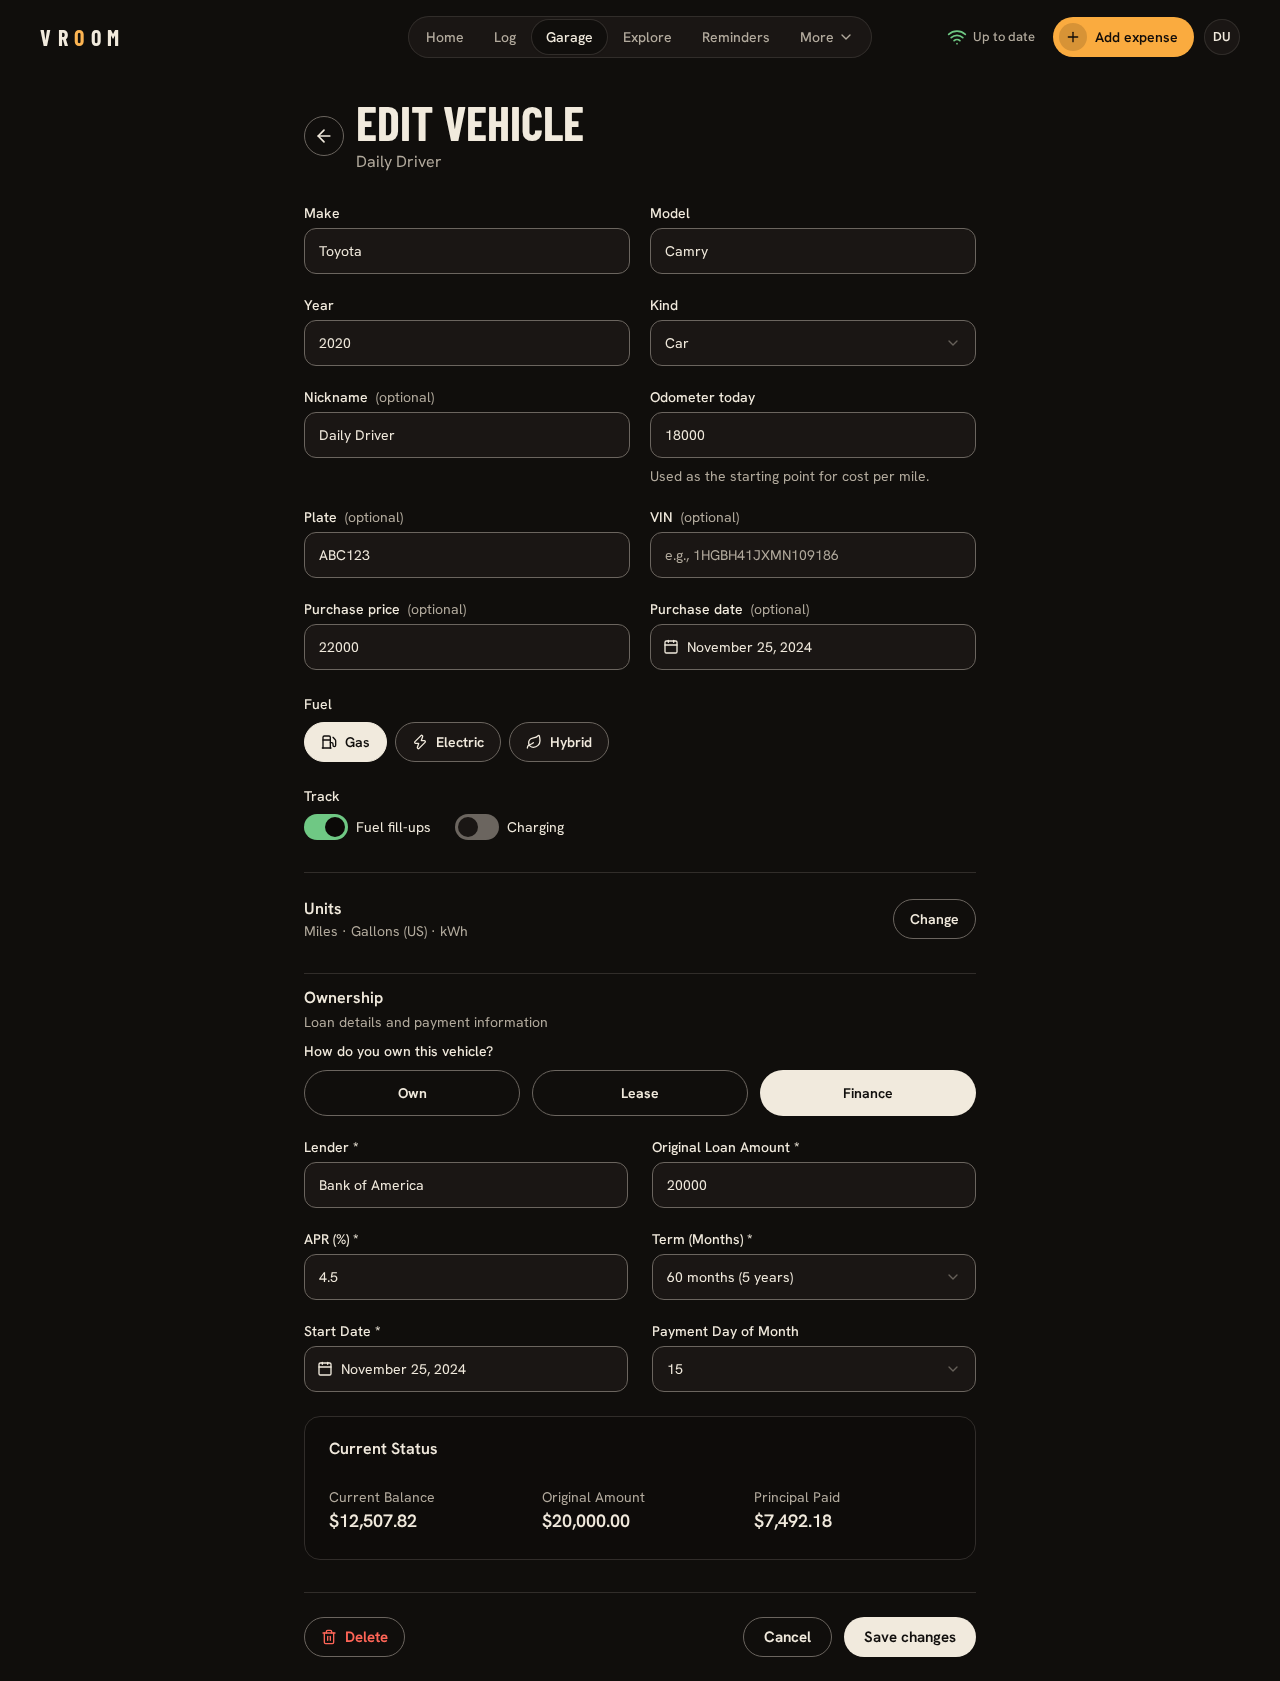 VROOM
Home Log Garage Explore Reminders More
Up to date
Add expense
DU
EDIT VEHICLE
Daily Driver
Make Model
Toyota Camry
Year Kind
2020 Car
Nickname (optional) Odometer today
Daily Driver 18000
Used as the starting point for cost per mile.
Plate (optional) VIN (optional)
ABC123 e.g., 1HGBH41JXMN109186
Purchase price (optional) Purchase date (optional)
22000 November 25, 2024
Fuel
Gas Electric Hybrid
Track
Fuel fill-ups Charging
Units
Miles · Gallons (US) · kWh
Change
Ownership
Loan details and payment information
How do you own this vehicle?
Own Lease Finance
Lender * Original Loan Amount *
Bank of America 20000
APR (%) * Term (Months) *
4.5 60 months (5 years)
Start Date * Payment Day of Month
November 25, 2024 15
Current Status
Current Balance Original Amount Principal Paid
$12,507.82 $20,000.00 $7,492.18
Delete Cancel Save changes